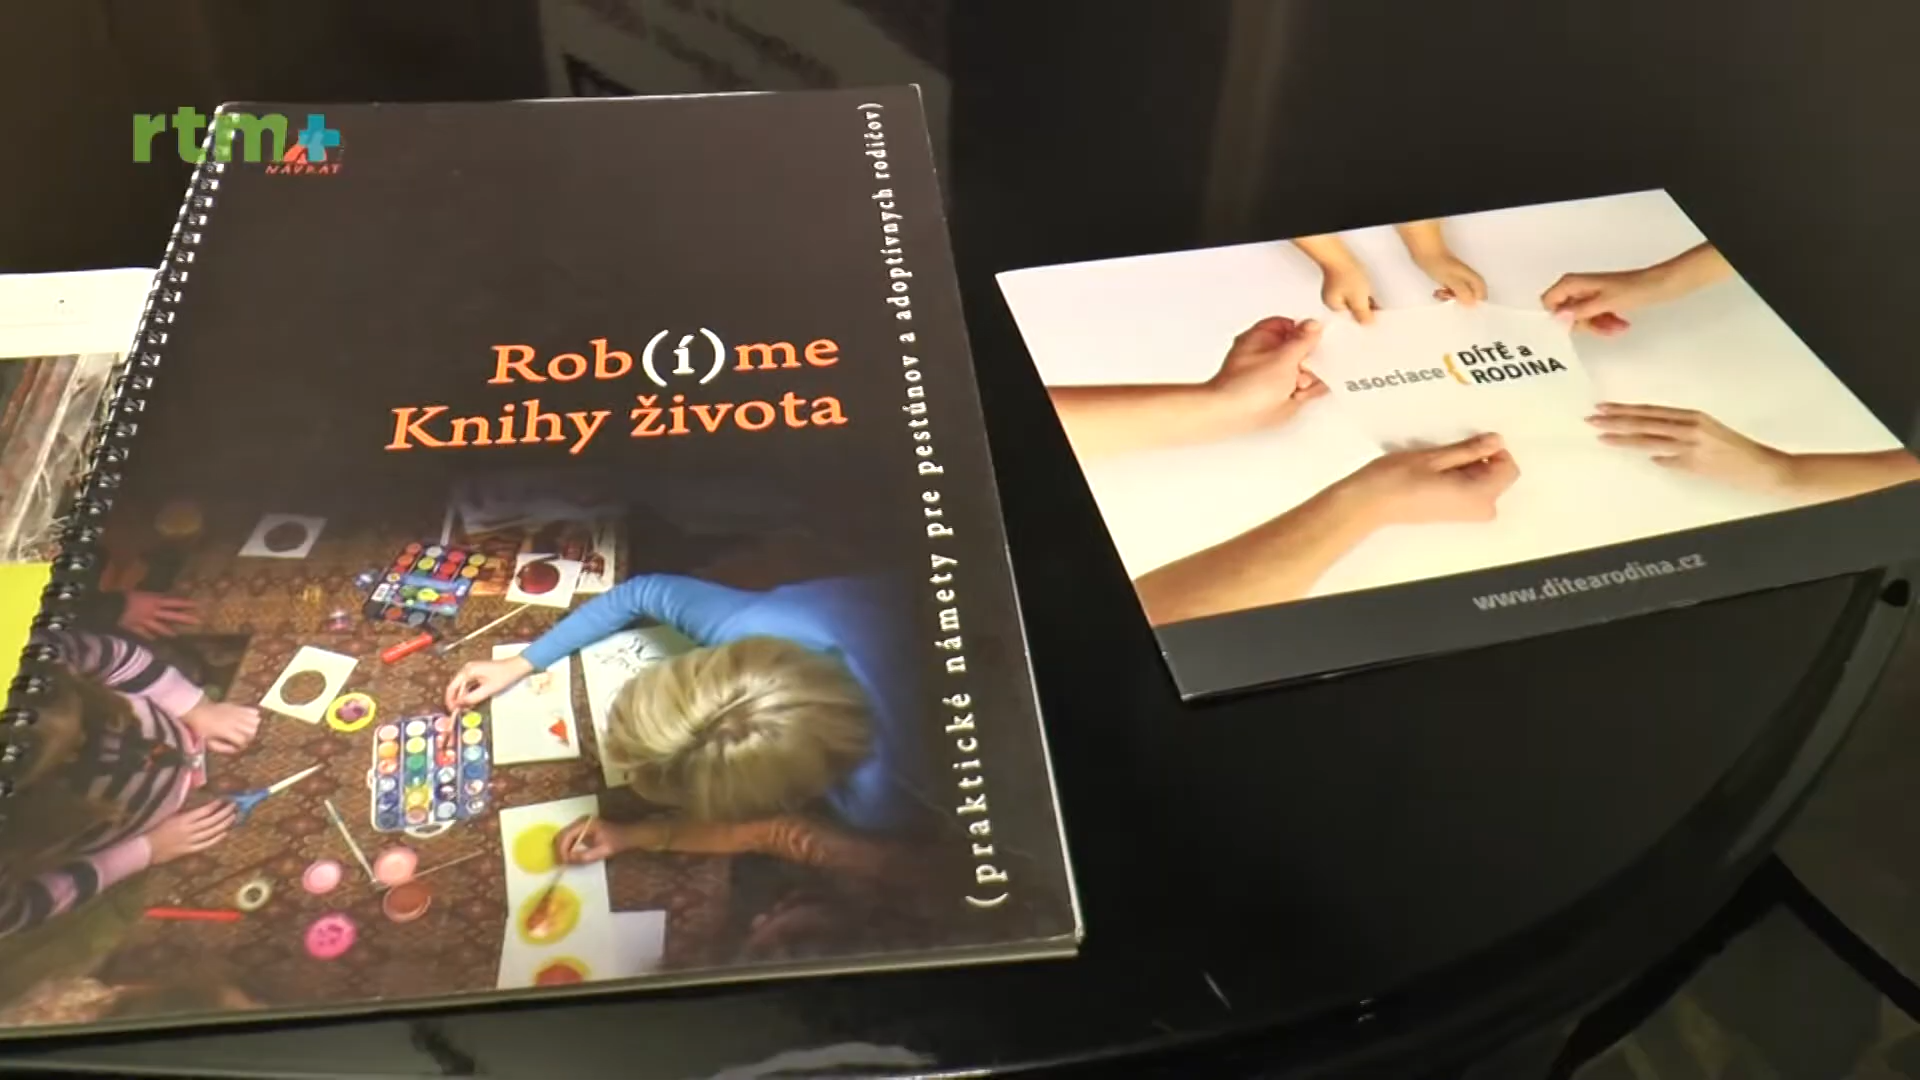 rtm+
NÁVRAT
Rob(í)me
Knihy života
(praktické námety pre pestúnov a adoptívnych rodičov)
asociace {DÍTĚ a
RODINA
www.ditearodina.cz